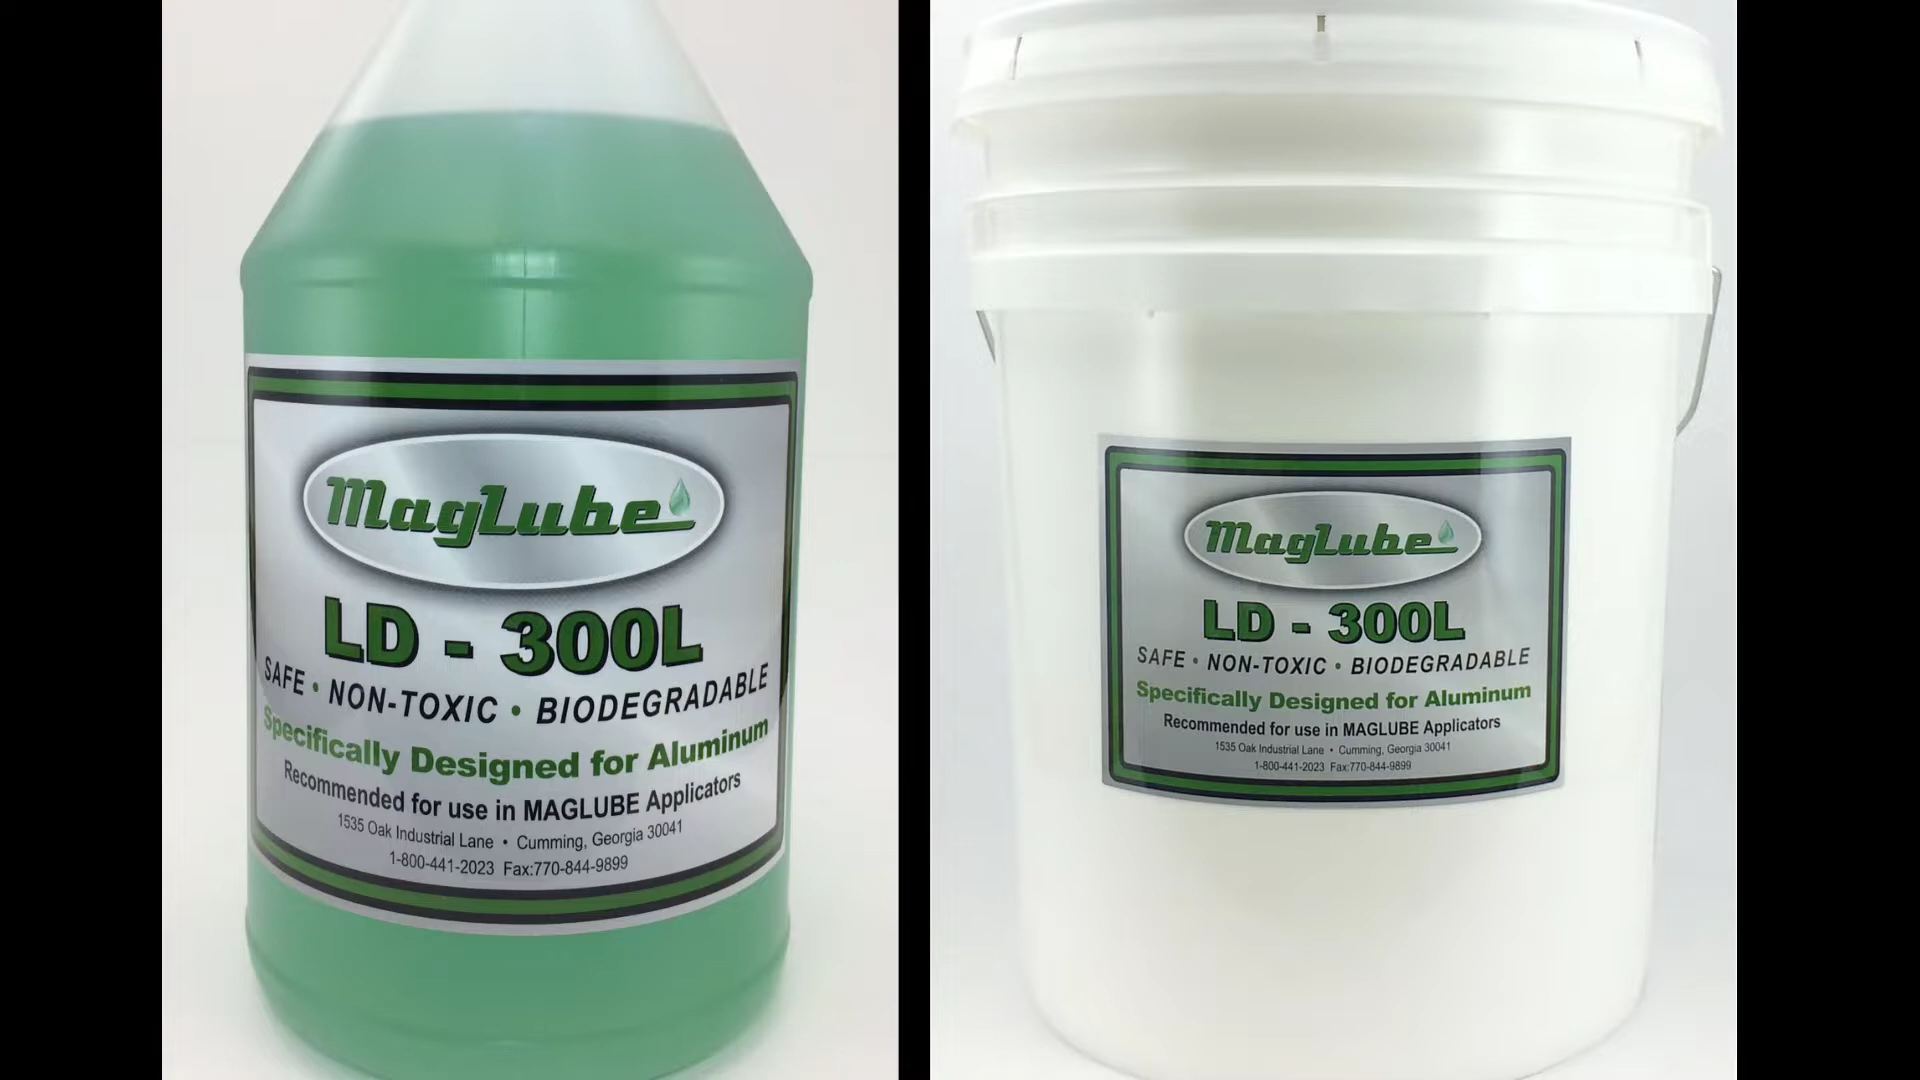 MagLube
LD - 300L
SAFE • NON-TOXIC • BIODEGRADABLE
Specifically Designed for Aluminum
Recommended for use in MAGLUBE Applicators
1535 Oak Industrial Lane • Cumming, Georgia 30041
1-800-441-2023 Fax:770-844-9899
MagLube
LD - 300L
SAFE • NON-TOXIC • BIODEGRADABLE
Specifically Designed for Aluminum
Recommended for use in MAGLUBE Applicators
1535 Oak Industrial Lane • Cumming, Georgia 30041
1-800-441-2023 Fax:770-844-9899